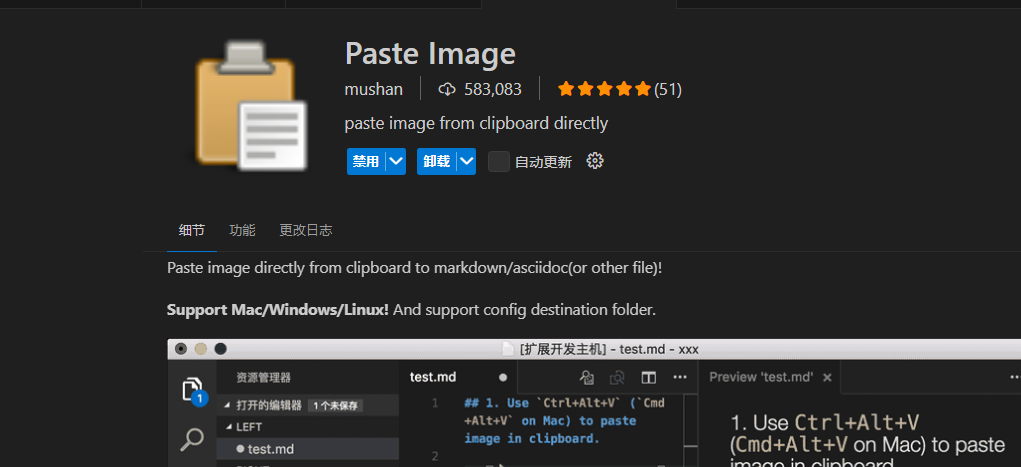 Paste Image
mushan 583,083 (51)
paste image from clipboard directly
禁用 卸载 自动更新
细节 功能 更改日志
Paste image directly from clipboard to markdown/asciidoc(or other file)!
Support Mac/Windows/Linux! And support config destination folder.
[扩展开发主机] - test.md - xxx
资源管理器 test.md Preview 'test.md'
1
打开的编辑器 1 个未保存
LEFT
test.md
1 ## 1. Use `Ctrl+Alt+V` (`Cmd
+Alt+V` on Mac) to paste
image in clipboard.
2
1. Use Ctrl+Alt+V
(Cmd+Alt+V on Mac) to paste
image in clipboard